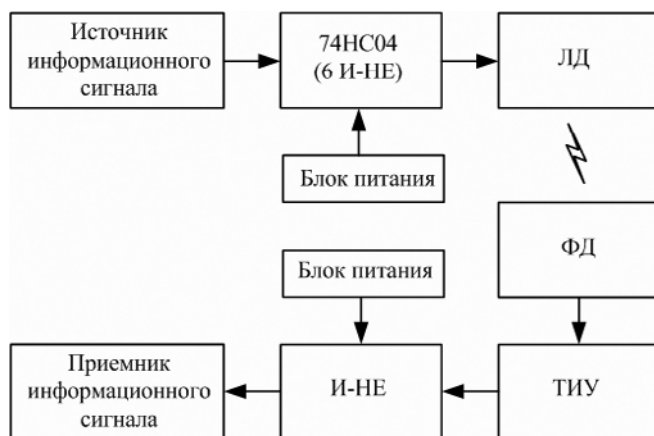 Источник
информационного
сигнала
74HC04
(6 И-НЕ)
ЛД
Блок питания
ФД
Блок питания
Приемник
информационного
сигнала
И-НЕ
ТИУ